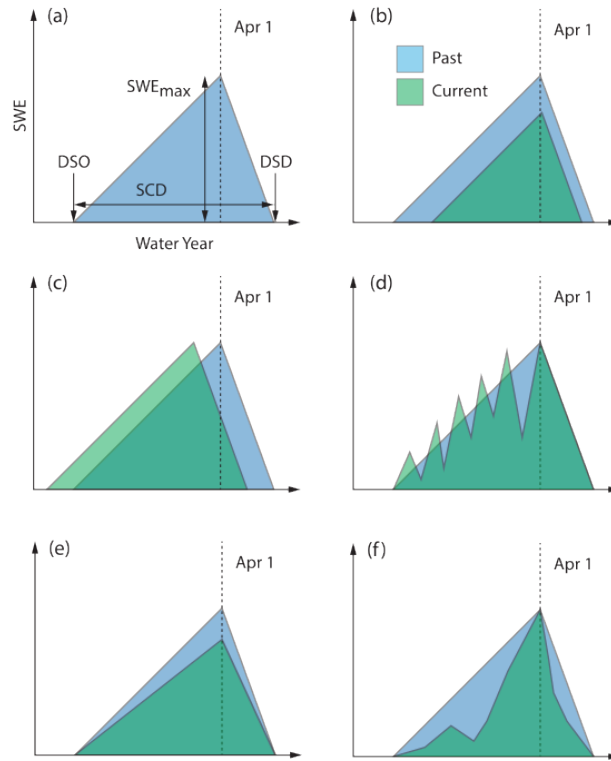 (a)
Apr 1
SWE
SWEmax
DSO
DSD
SCD
Water Year
(b)
Apr 1
Past
Current
(c)
Apr 1
(d)
Apr 1
(e)
Apr 1
(f)
Apr 1